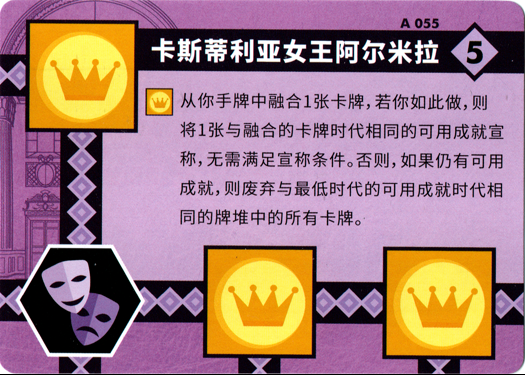 A 055
卡斯蒂利亚女王阿尔米拉
5
从你手牌中融合1张卡牌,若你如此做,则
将1张与融合的卡牌时代相同的可用成就宣
称,无需满足宣称条件。否则,如果仍有可用
成就,则废弃与最低时代的可用成就时代相
同的牌堆中的所有卡牌。